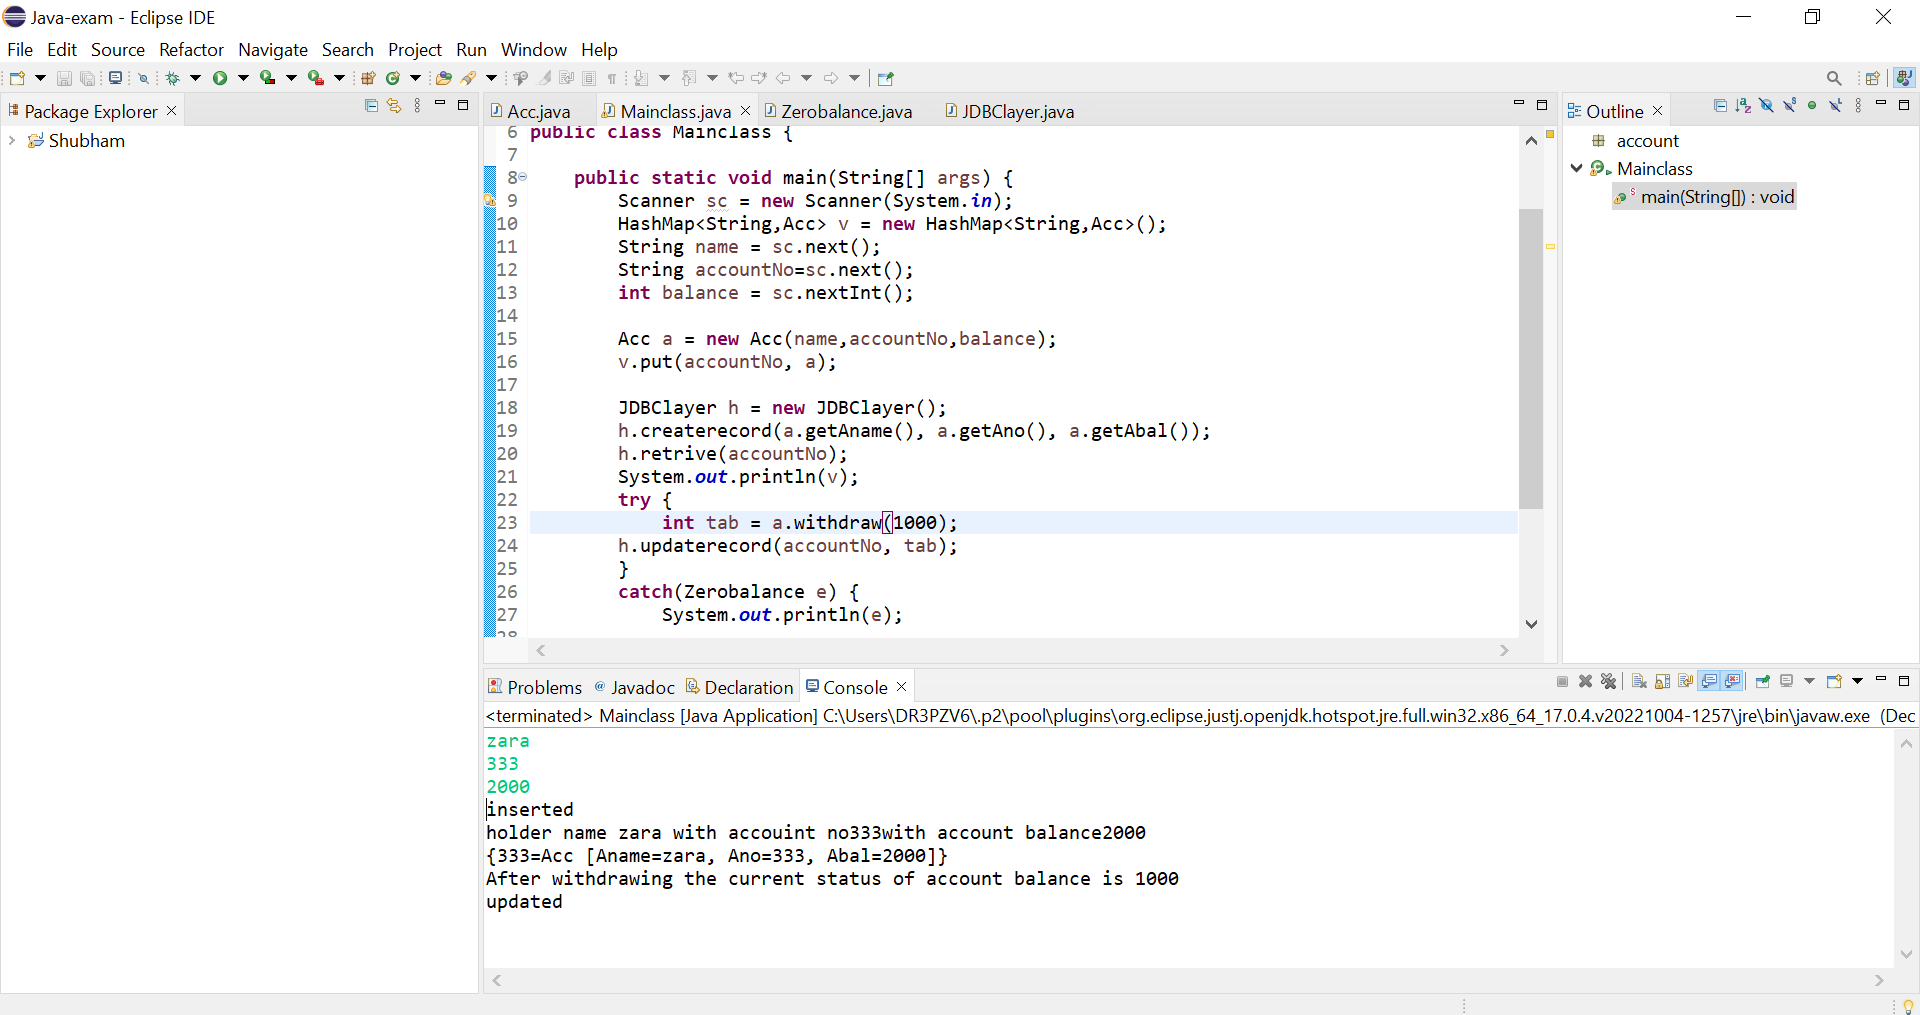 Java-exam - Eclipse IDE
File Edit Source Refactor Navigate Search Project Run Window Help
Package Explorer
Shubham
Acc.java Mainclass.java Zerobalance.java JDBClayer.java
6 public class Mainclass {
7
8 public static void main(String[] args) {
9 Scanner sc = new Scanner(System.in);
10 HashMap<String,Acc> v = new HashMap<String,Acc>();
11 String name = sc.next();
12 String accountNo=sc.next();
13 int balance = sc.nextInt();
14
15 Acc a = new Acc(name,accountNo,balance);
16 v.put(accountNo, a);
17
18 JDBClayer h = new JDBClayer();
19 h.createrecord(a.getAname(), a.getAno(), a.getAbal());
20 h.retrive(accountNo);
21 System.out.println(v);
22 try {
23 int tab = a.withdraw(1000);
24 h.updaterecord(accountNo, tab);
25 }
26 catch(Zerobalance e) {
27 System.out.println(e);
28
Outline
account
Mainclass
main(String[]) : void
Problems @ Javadoc Declaration Console
<terminated> Mainclass [Java Application] C:\Users\DR3PZV6\.p2\pool\plugins\org.eclipse.justj.openjdk.hotspot.jre.full.win32.x86_64_17.0.4.v20221004-1257\jre\bin\javaw.exe (Dec
zara
333
2000
inserted
holder name zara with accouint no333with account balance2000
{333=Acc [Aname=zara, Ano=333, Abal=2000]}
After withdrawing the current status of account balance is 1000
updated